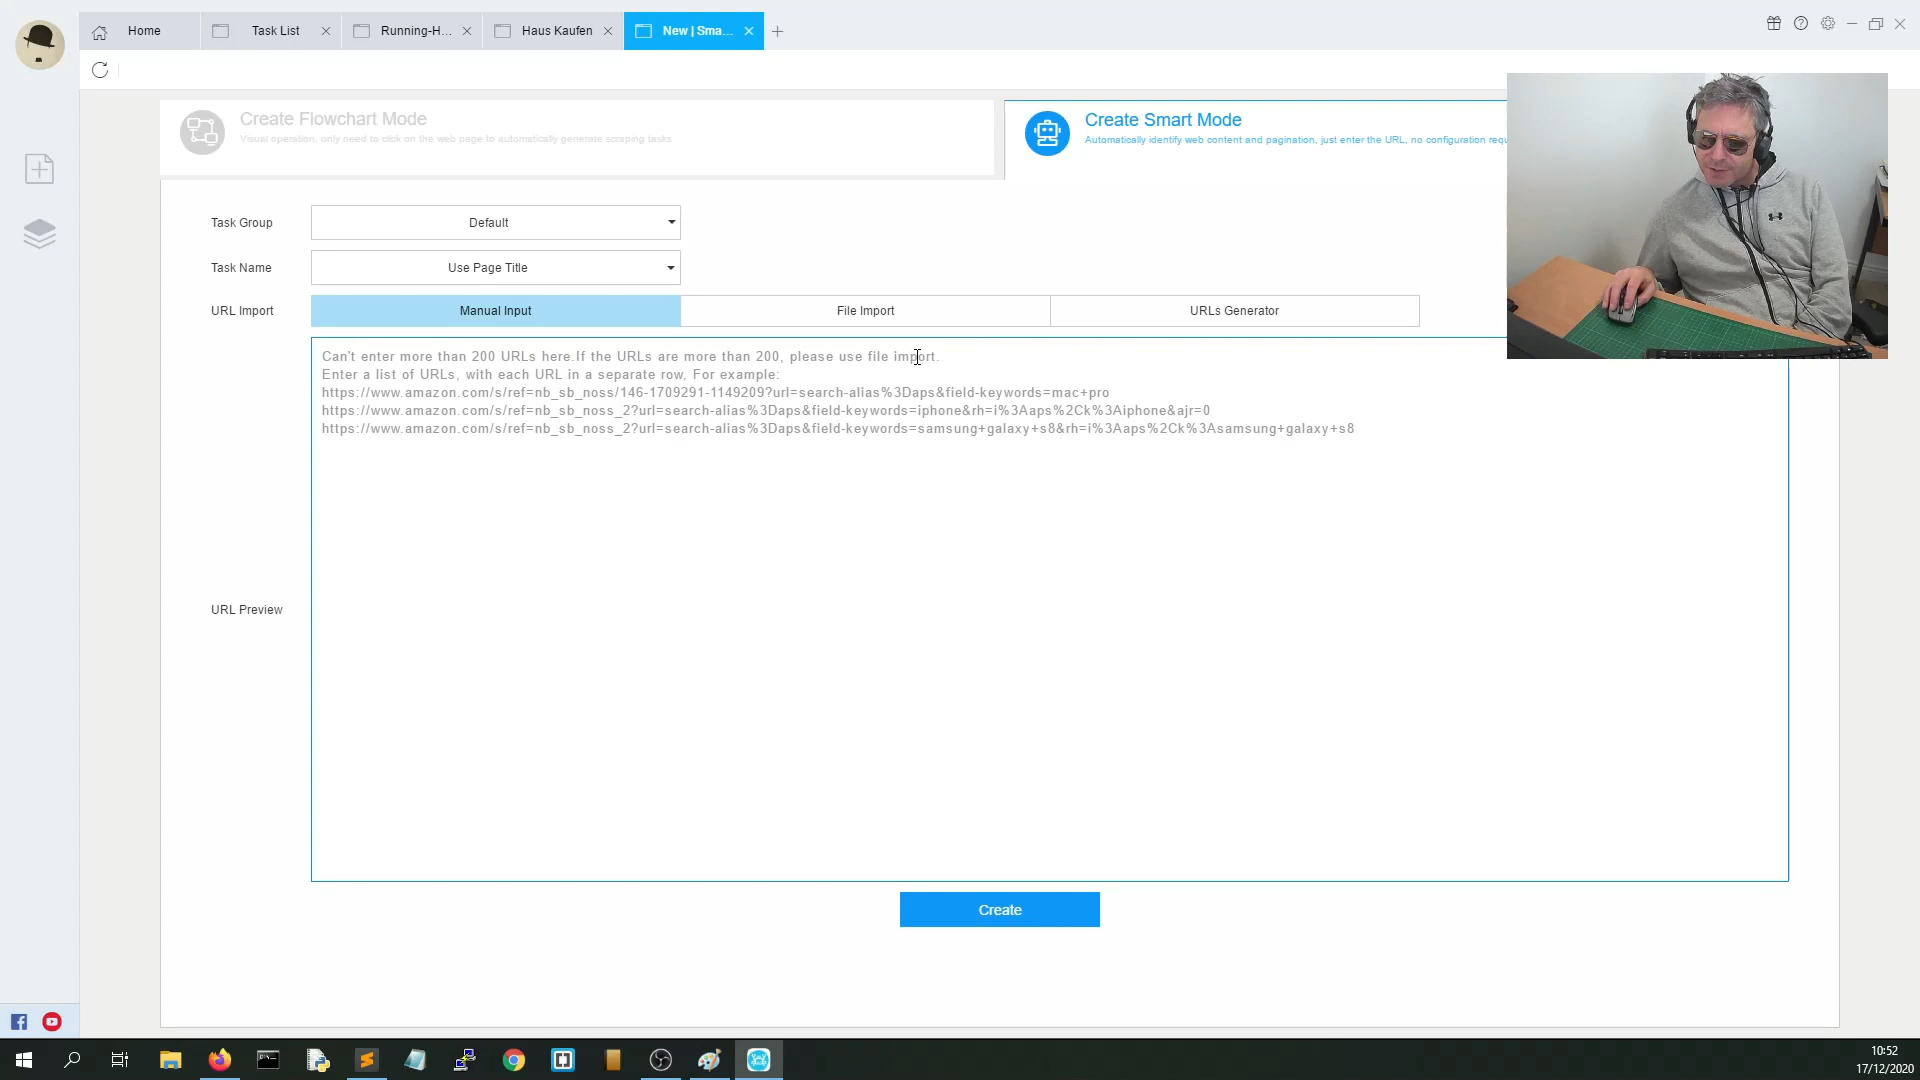 Home
Task List
Running-H...
Haus Kaufen
New | Sma...
Create Flowchart Mode
Visual operation, only need to click on the web page to automatically generate scraping tasks
Create Smart Mode
Automatically identify web content and pagination, just enter the URL, no configuration requ
Task Group
Default
Task Name
Use Page Title
URL Import
Manual Input
File Import
URLs Generator
Can't enter more than 200 URLs here.If the URLs are more than 200, please use file import.
Enter a list of URLs, with each URL in a separate row, For example:
https://www.amazon.com/s/ref=nb_sb_noss/146-1709291-1149209?url=search-alias%3Daps&field-keywords=mac+pro
https://www.amazon.com/s/ref=nb_sb_noss_2?url=search-alias%3Daps&field-keywords=iphone&rh=i%3Aaps%2Ck%3Aiphone&ajr=0
https://www.amazon.com/s/ref=nb_sb_noss_2?url=search-alias%3Daps&field-keywords=samsung+galaxy+s8&rh=i%3Aaps%2Ck%3Asamsung+galaxy+s8
URL Preview
Create
10:52
17/12/2020